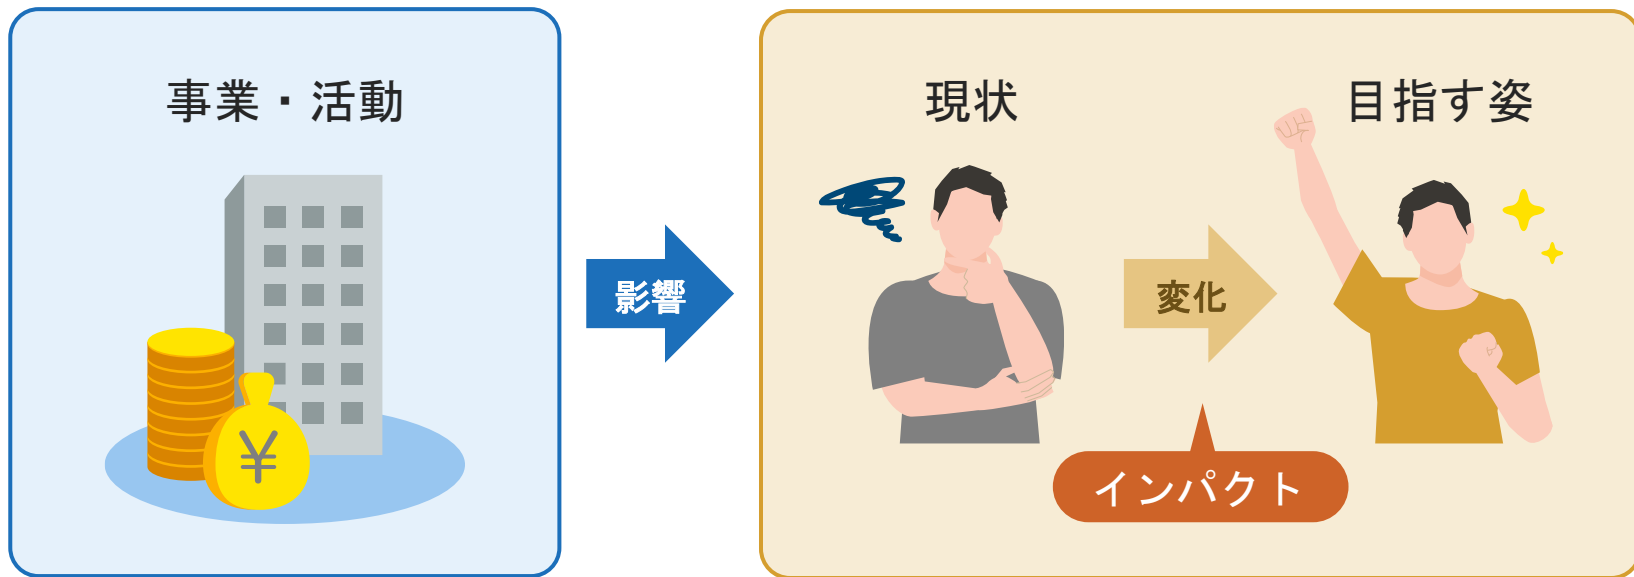 事業・活動
影響
現状
目指す姿
変化
インパクト
¥